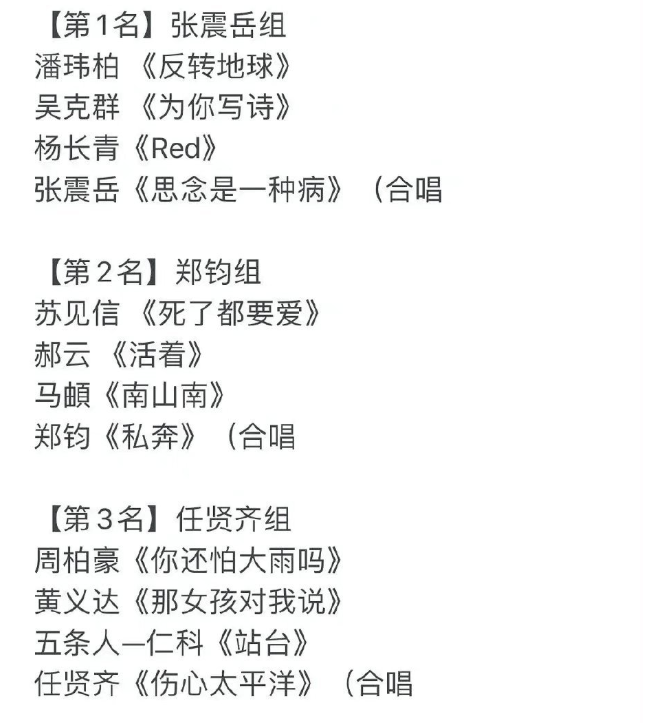 【第1名】张震岳组
潘玮柏 《反转地球》
吴克群 《为你写诗》
杨长青《Red》
张震岳《思念是一种病》（合唱
【第2名】郑钧组
苏见信 《死了都要爱》
郝云 《活着》
马頔《南山南》
郑钧《私奔》（合唱
【第3名】任贤齐组
周柏豪《你还怕大雨吗》
黄义达《那女孩对我说》
五条人—仁科《站台》
任贤齐《伤心太平洋》（合唱